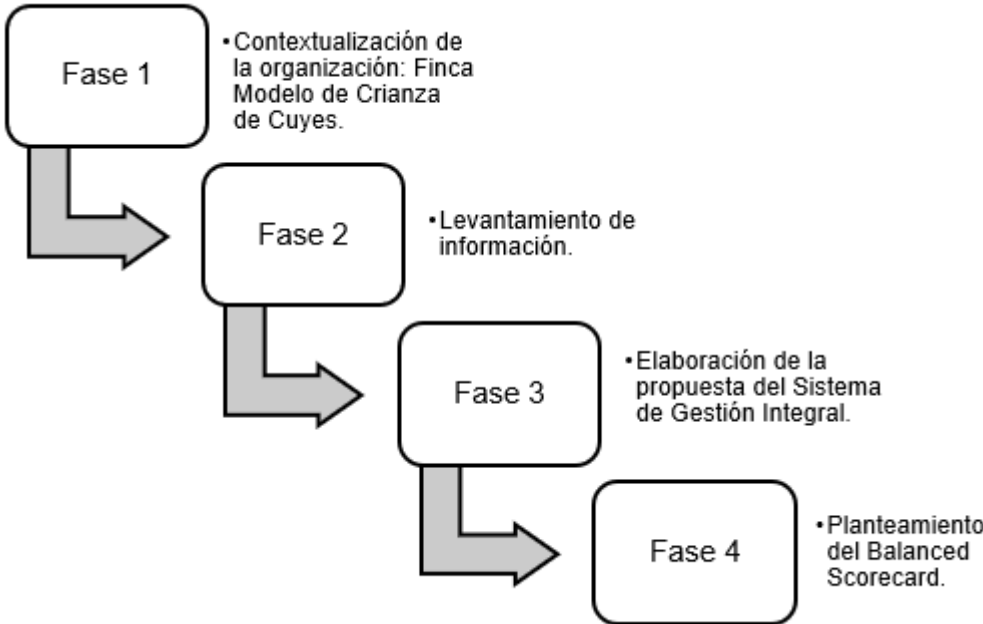 Fase 1
•Contextualización de
la organización: Finca
Modelo de Crianza
de Cuyes.
Fase 2
•Levantamiento de
información.
Fase 3
•Elaboración de la
propuesta del Sistema
de Gestión Integral.
Fase 4
•Planteamiento
del Balanced
Scorecard.